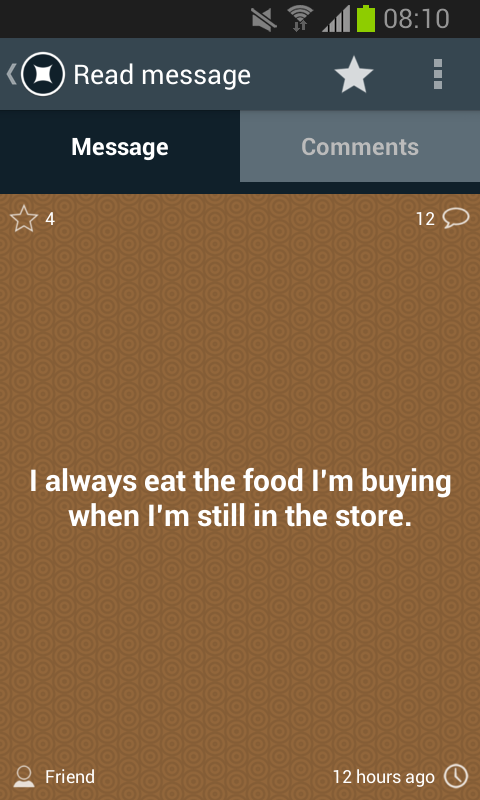 08:10
Read message
Message Comments
4 12
I always eat the food I'm buying
when I'm still in the store.
Friend 12 hours ago